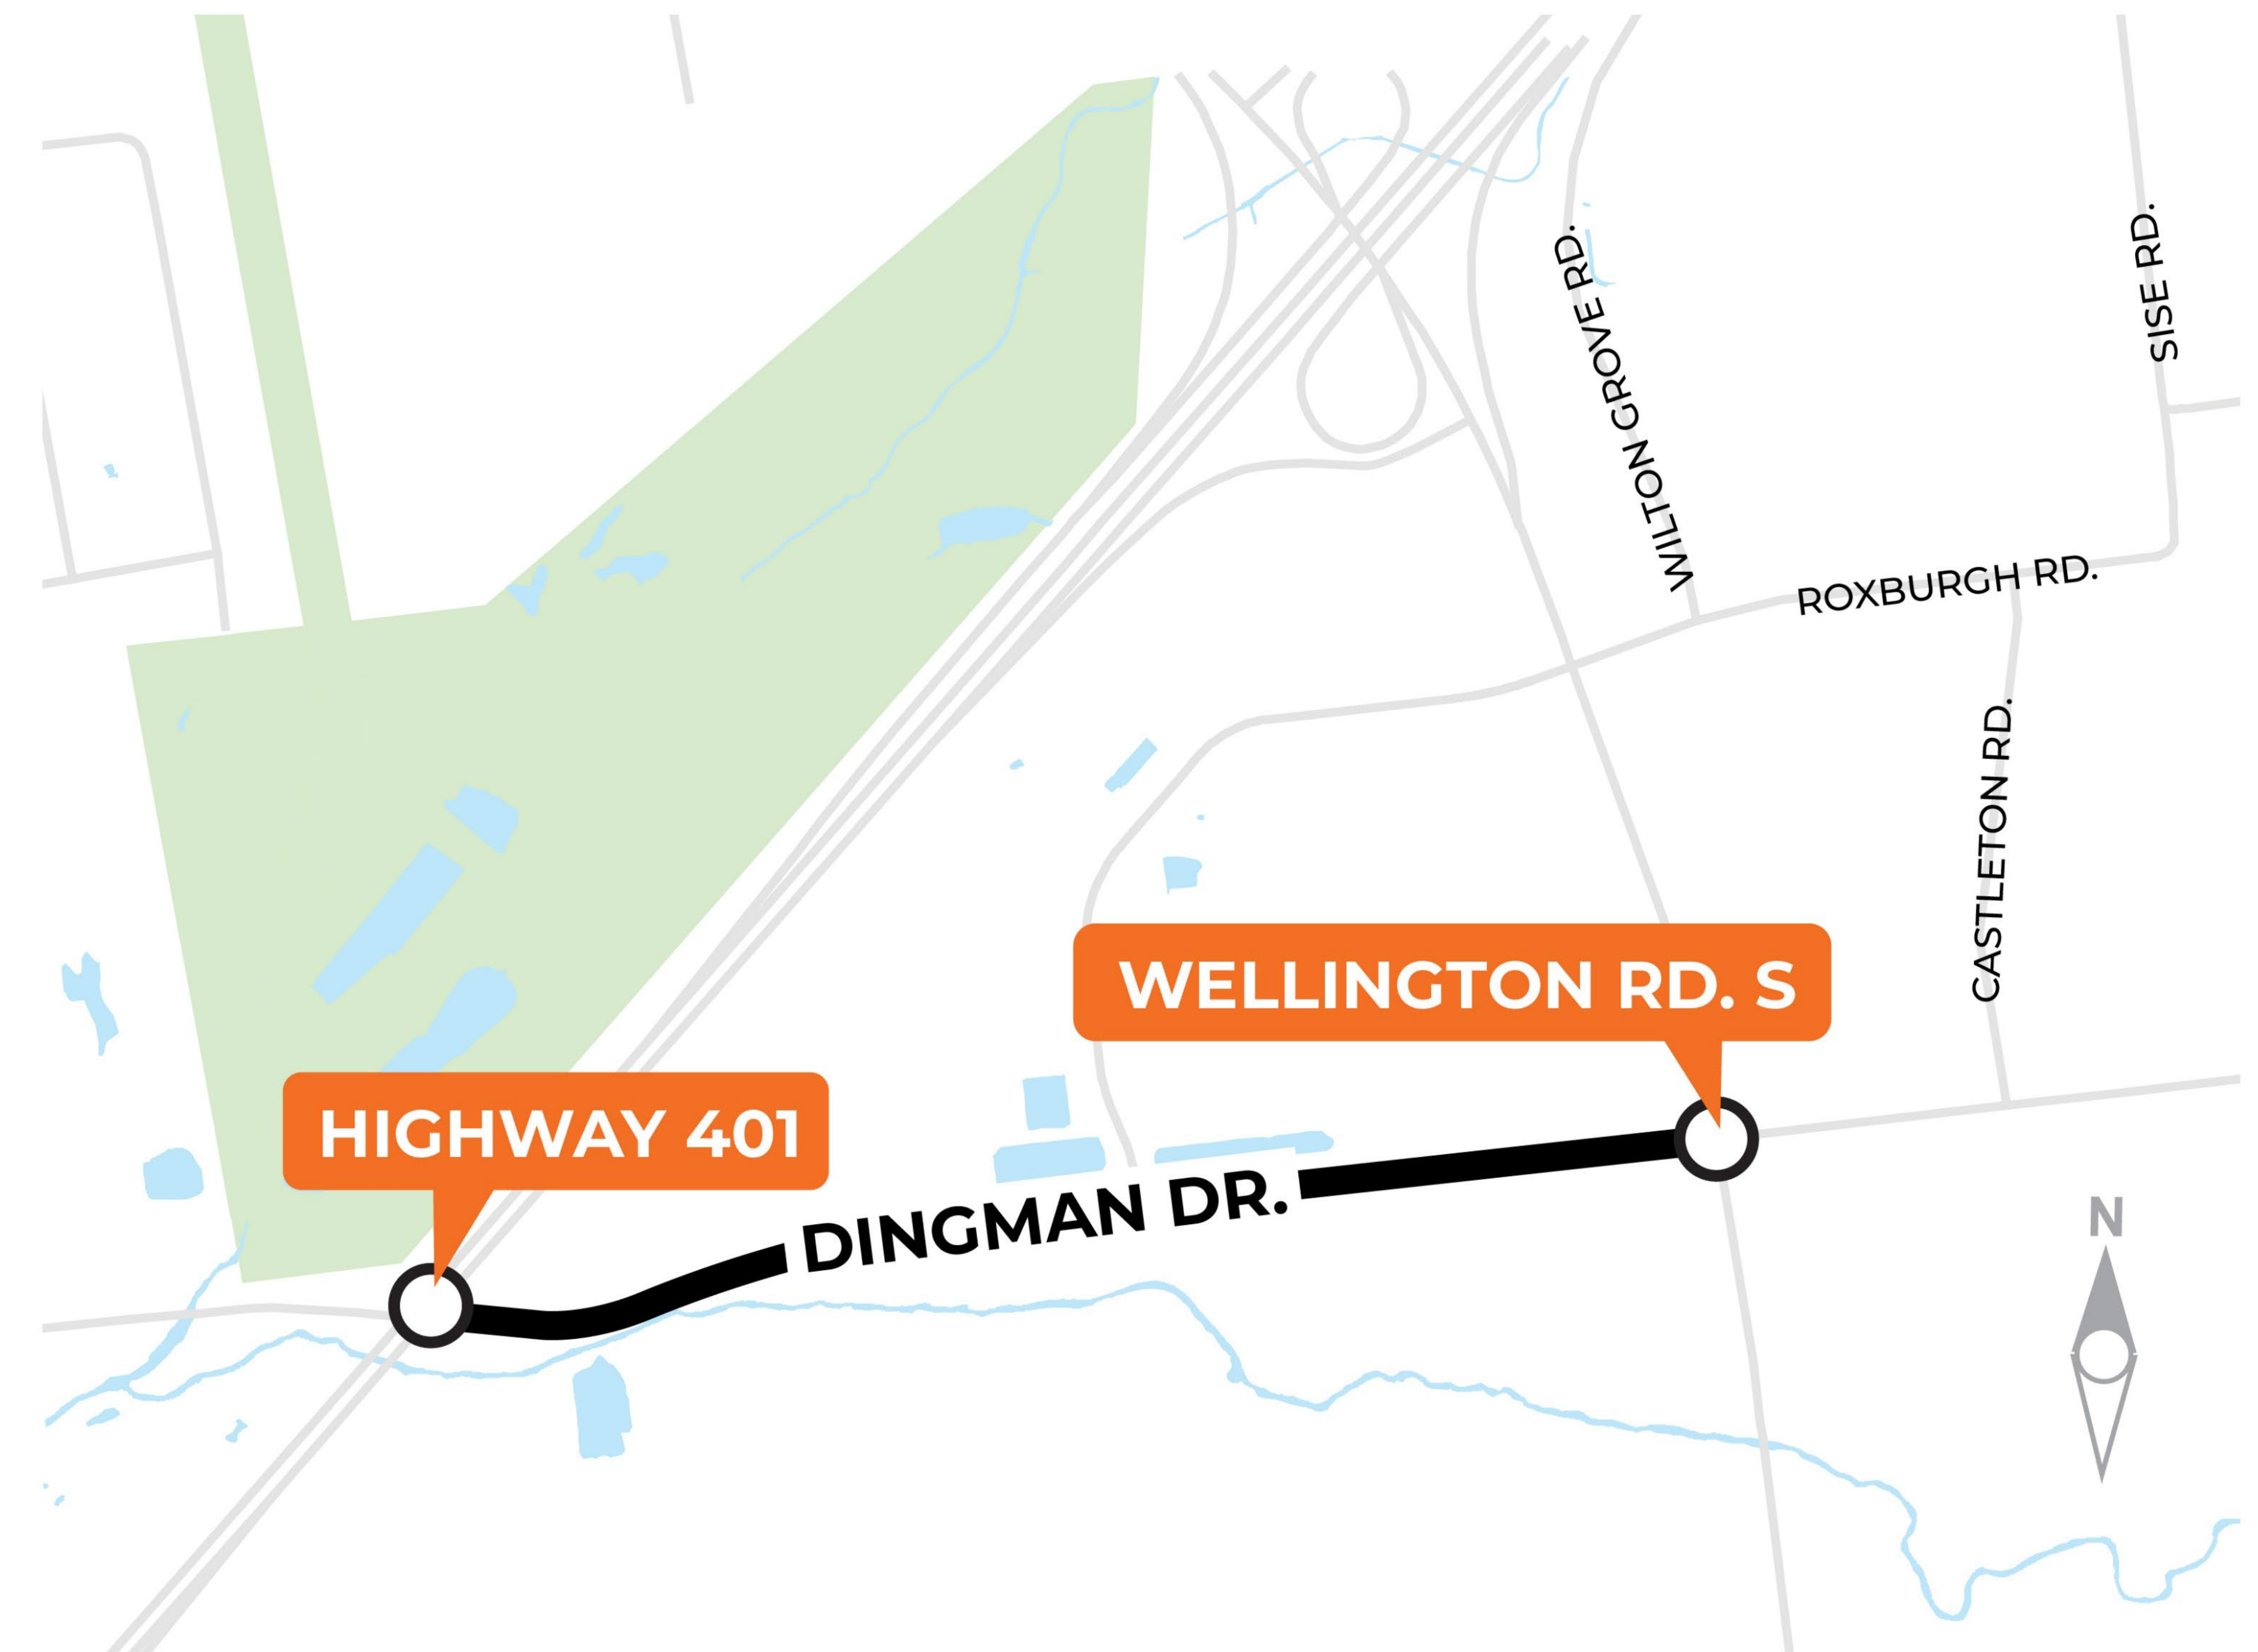 SISE RD.
WILTON GROVE RD.
ROXBURGH RD.
CASTLETON RD.
WELLINGTON RD. S
HIGHWAY 401
DINGMAN DR.
N